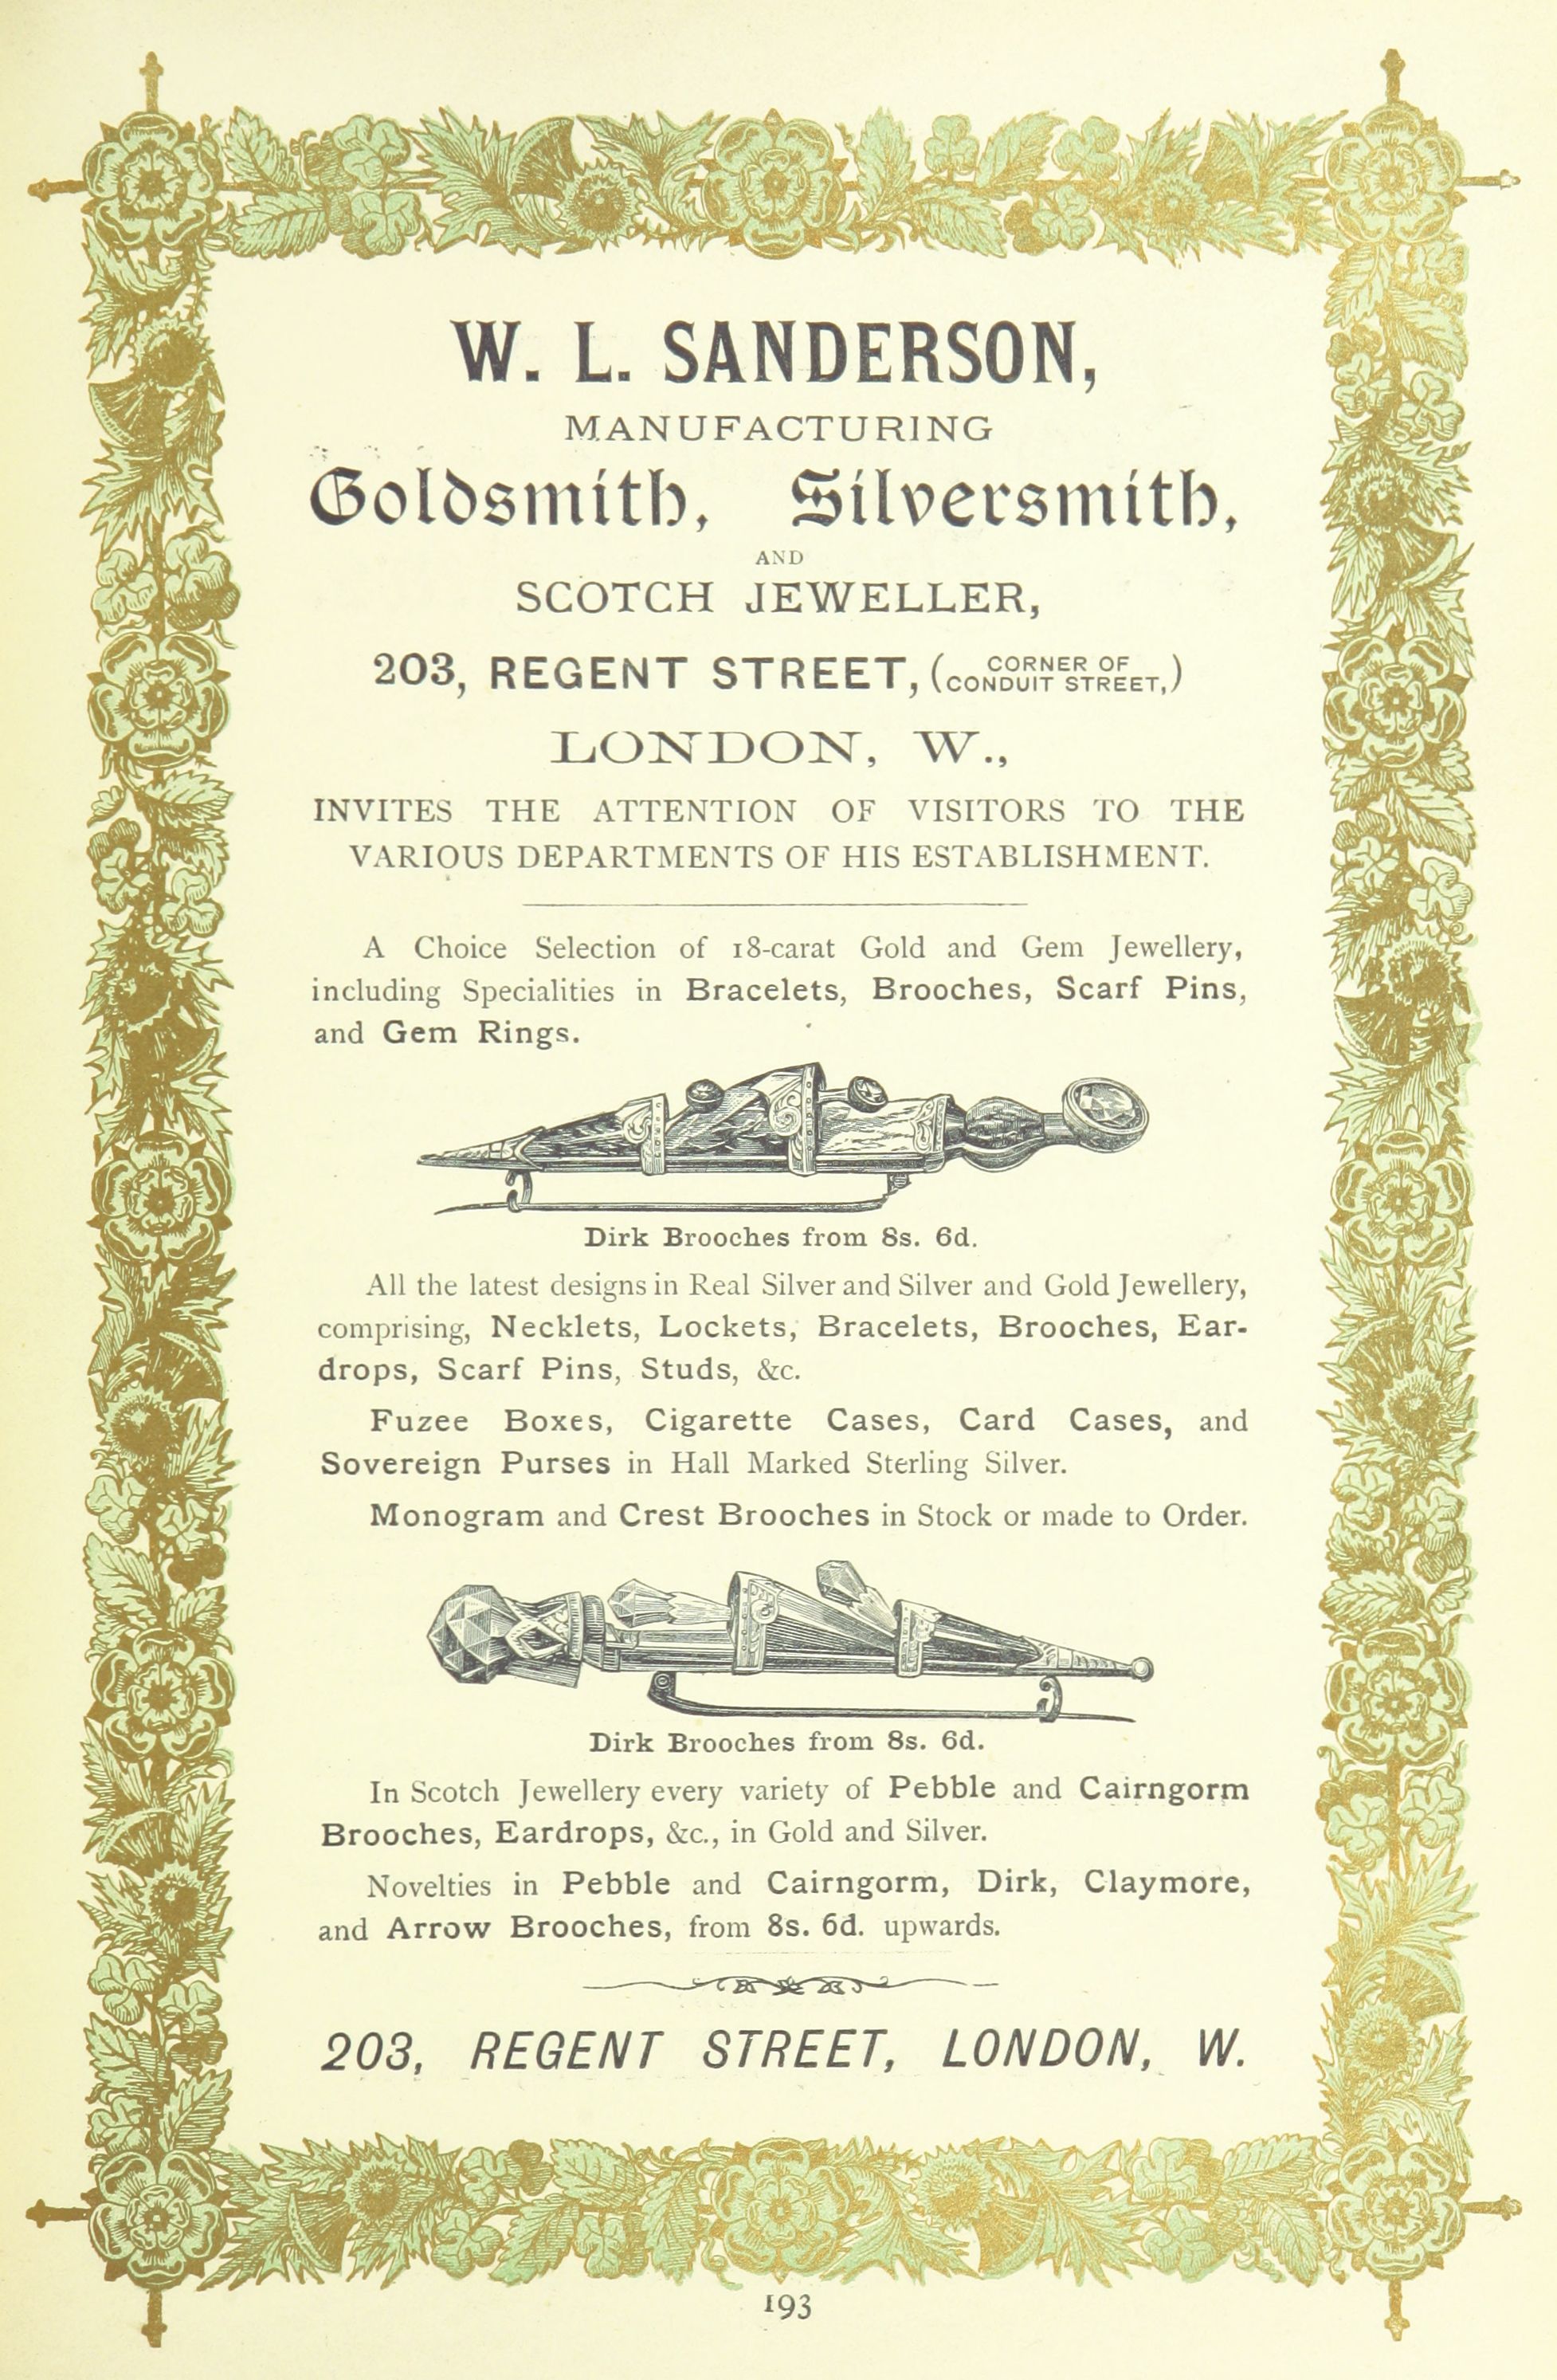 W. L. SANDERSON,
MANUFACTURING
Goldsmith, Silversmith,
AND
SCOTCH JEWELLER,
203, REGENT STREET, (CORNER OF
CONDUIT STREET,)
LONDON, W.,
INVITES THE ATTENTION OF VISITORS TO THE
VARIOUS DEPARTMENTS OF HIS ESTABLISHMENT.
A Choice Selection of 18-carat Gold and Gem Jewellery,
including Specialities in Bracelets, Brooches, Scarf Pins,
and Gem Rings.
Dirk Brooches from 8s. 6d.
All the latest designs in Real Silver and Silver and Gold Jewellery,
comprising, Necklets, Lockets, Bracelets, Brooches, Ear-
drops, Scarf Pins, Studs, &c.
Fuzee Boxes, Cigarette Cases, Card Cases, and
Sovereign Purses in Hall Marked Sterling Silver.
Monogram and Crest Brooches in Stock or made to Order.
Dirk Brooches from 8s. 6d.
In Scotch Jewellery every variety of Pebble and Cairngorm
Brooches, Eardrops, &c., in Gold and Silver.
Novelties in Pebble and Cairngorm, Dirk, Claymore,
and Arrow Brooches, from 8s. 6d. upwards.
203, REGENT STREET, LONDON, W.
193